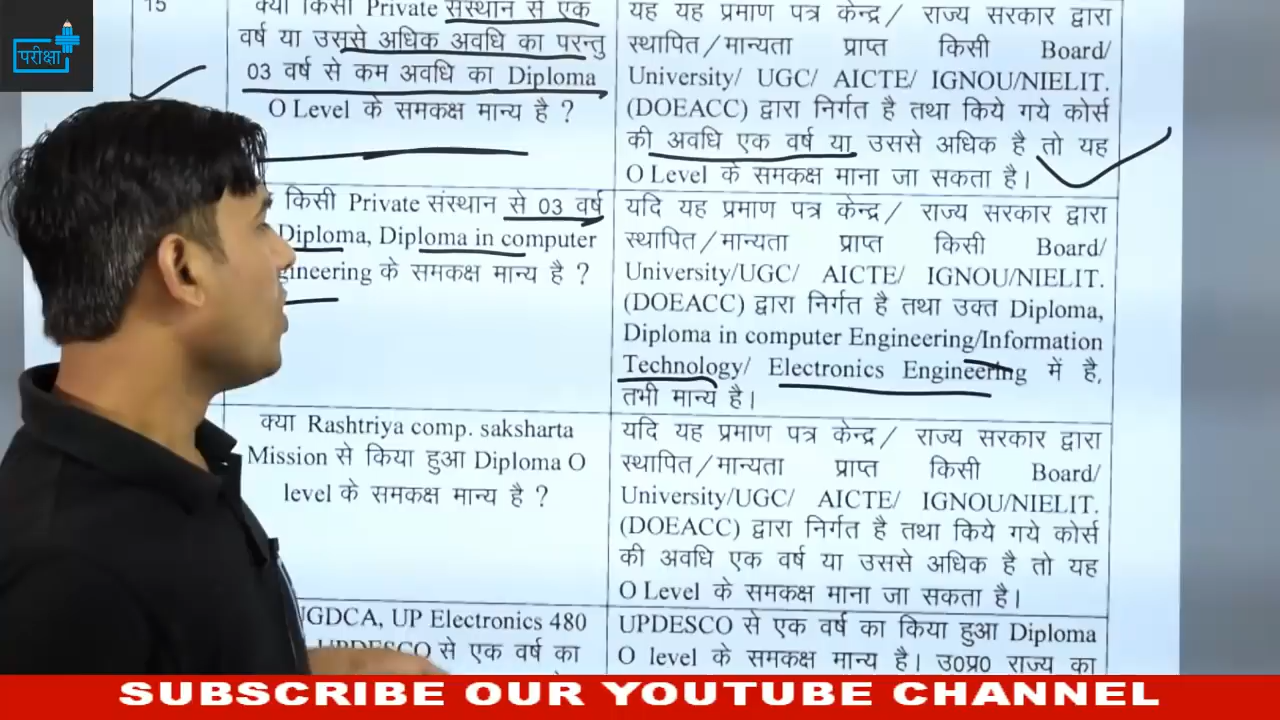 परीक्षा
15
क्या किसी Private संस्थान से एक
वर्ष या उससे अधिक अवधि का परन्तु
03 वर्ष से कम अवधि का Diploma
O Level के समकक्ष मान्य है ?
यह यह प्रमाण पत्र केन्द्र / राज्य सरकार द्वारा
स्थापित/मान्यता प्राप्त किसी Board/
University/ UGC/ AICTE/ IGNOU/NIELIT.
(DOEACC) द्वारा निर्गत है तथा किये गये कोर्स
की अवधि एक वर्ष या उससे अधिक है तो यह
O Level के समकक्ष माना जा सकता है।
किसी Private संस्थान से 03 वर्ष
Diploma, Diploma in computer
gineering के समकक्ष मान्य है ?
यदि यह प्रमाण पत्र केन्द्र/ राज्य सरकार द्वारा
स्थापित/मान्यता प्राप्त किसी Board/
University/UGC/ AICTE/ IGNOU/NIELIT.
(DOEACC) द्वारा निर्गत है तथा उक्त Diploma,
Diploma in computer Engineering/Information
Technology/ Electronics Engineering में है,
तभी मान्य है।
क्या Rashtriya comp. saksharta
Mission से किया हुआ Diploma O
level के समकक्ष मान्य है ?
यदि यह प्रमाण पत्र केन्द्र/ राज्य सरकार द्वारा
स्थापित/मान्यता प्राप्त किसी Board/
University/UGC/ AICTE/ IGNOU/NIELIT.
(DOEACC) द्वारा निर्गत है तथा किये गये कोर्स
की अवधि एक वर्ष या उससे अधिक है तो यह
O Level के समकक्ष माना जा सकता है।
GDCA, UP Electronics 480
UPDESCO से एक वर्ष का
UPDESCO से एक वर्ष का किया हुआ Diploma
O level के समकक्ष मान्य है। उ0प्र0 राज्य का
SUBSCRIBE OUR YOUTUBE CHANNEL